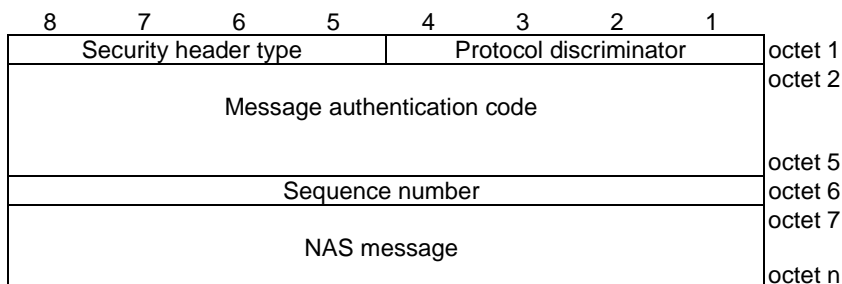 8 7 6 5 4 3 2 1
Security header type Protocol discriminator octet 1
octet 2
Message authentication code
octet 5
Sequence number octet 6
octet 7
NAS message
octet n